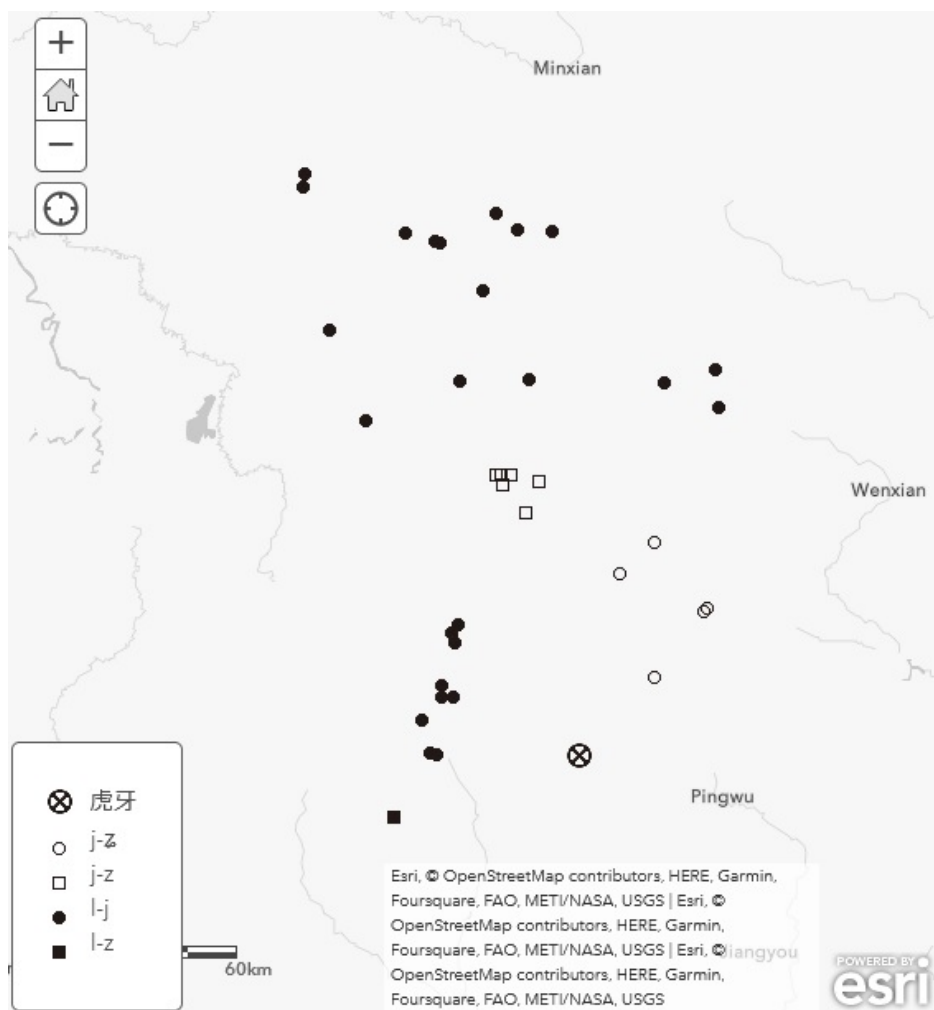 +
Minxian
−
Wenxian
Pingwu
虎牙
j-ʑ
j-z
l-j
l-z
60km
Esri, © OpenStreetMap contributors, HERE, Garmin,
Foursquare, FAO, METI/NASA, USGS | Esri, ©
OpenStreetMap contributors, HERE, Garmin,
Foursquare, FAO, METI/NASA, USGS | Esri, ©
OpenStreetMap contributors, HERE, Garmin,
Foursquare, FAO, METI/NASA, USGS
Jiangyou
POWERED BY
esri